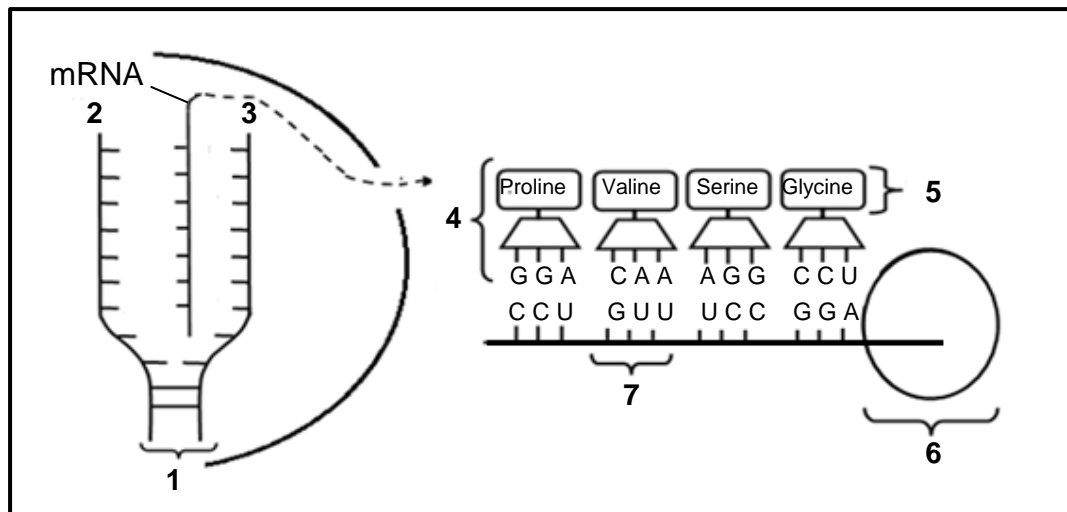 mRNA
2 3
4 Proline Valine Serine Glycine 5
G G A C A A A G G C C U
C C U G U U U C C G G A
7
6
1